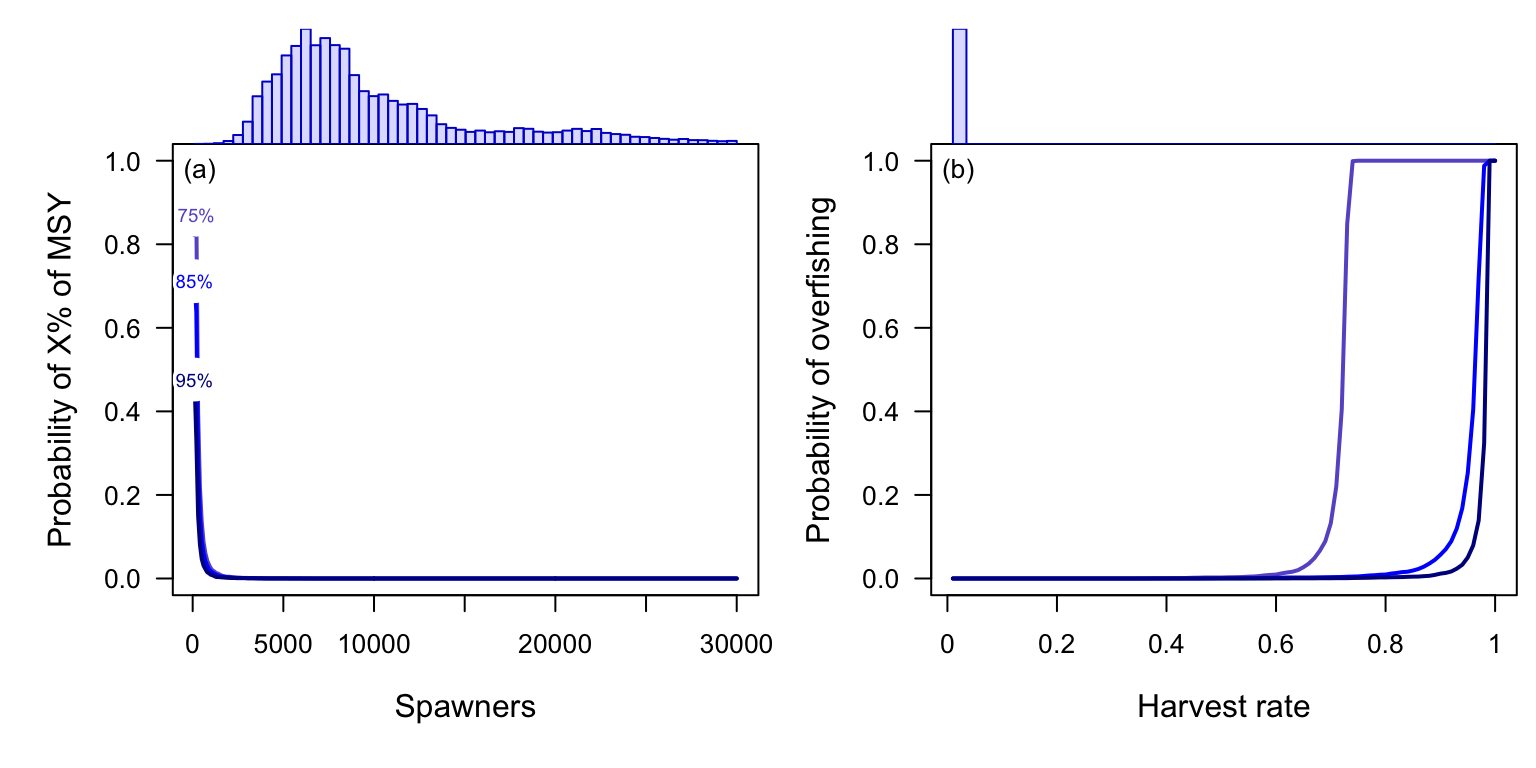 (a)
Probability of X% of MSY
1.0
0.8
0.6
0.4
0.2
0.0
75%
85%
95%
0 5000 10000 20000 30000
Spawners
(b)
Probability of overfishing
1.0
0.8
0.6
0.4
0.2
0.0
0 0.2 0.4 0.6 0.8 1
Harvest rate